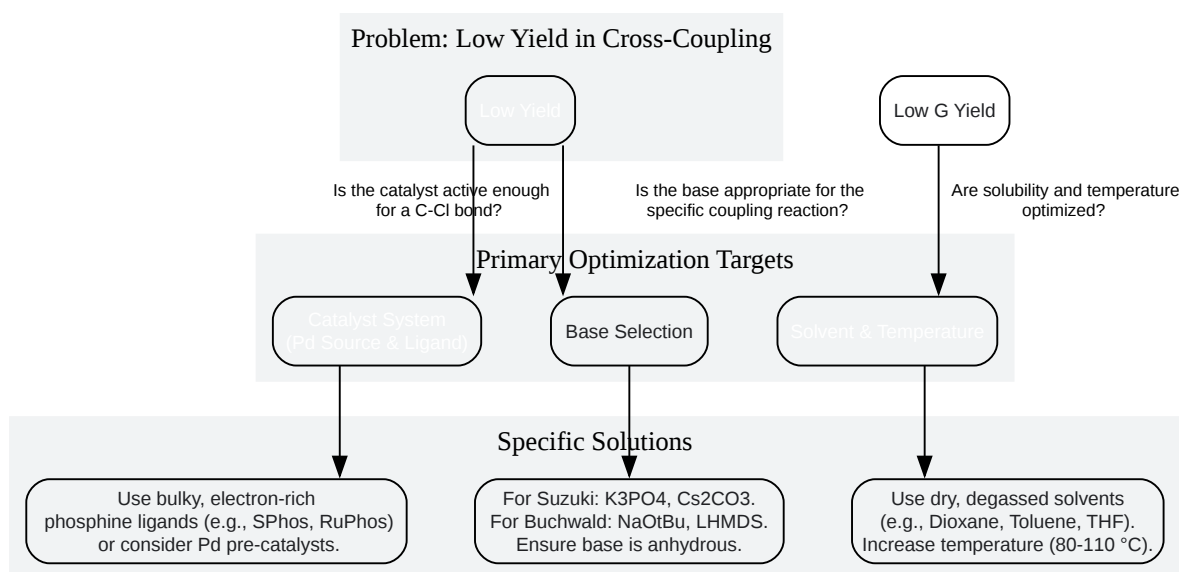 Problem: Low Yield in Cross-Coupling
Low Yield
Low G Yield
Is the catalyst active enough
for a C-Cl bond?
Is the base appropriate for the
specific coupling reaction?
Are solubility and temperature
optimized?
Primary Optimization Targets
Catalyst System
(Pd Source & Ligand)
Base Selection
Solvent & Temperature
Specific Solutions
Use bulky, electron-rich
phosphine ligands (e.g., SPhos, RuPhos)
or consider Pd pre-catalysts.
For Suzuki: K3PO4, Cs2CO3.
For Buchwald: NaOtBu, LHMDS.
Ensure base is anhydrous.
Use dry, degassed solvents
(e.g., Dioxane, Toluene, THF).
Increase temperature (80-110 °C).